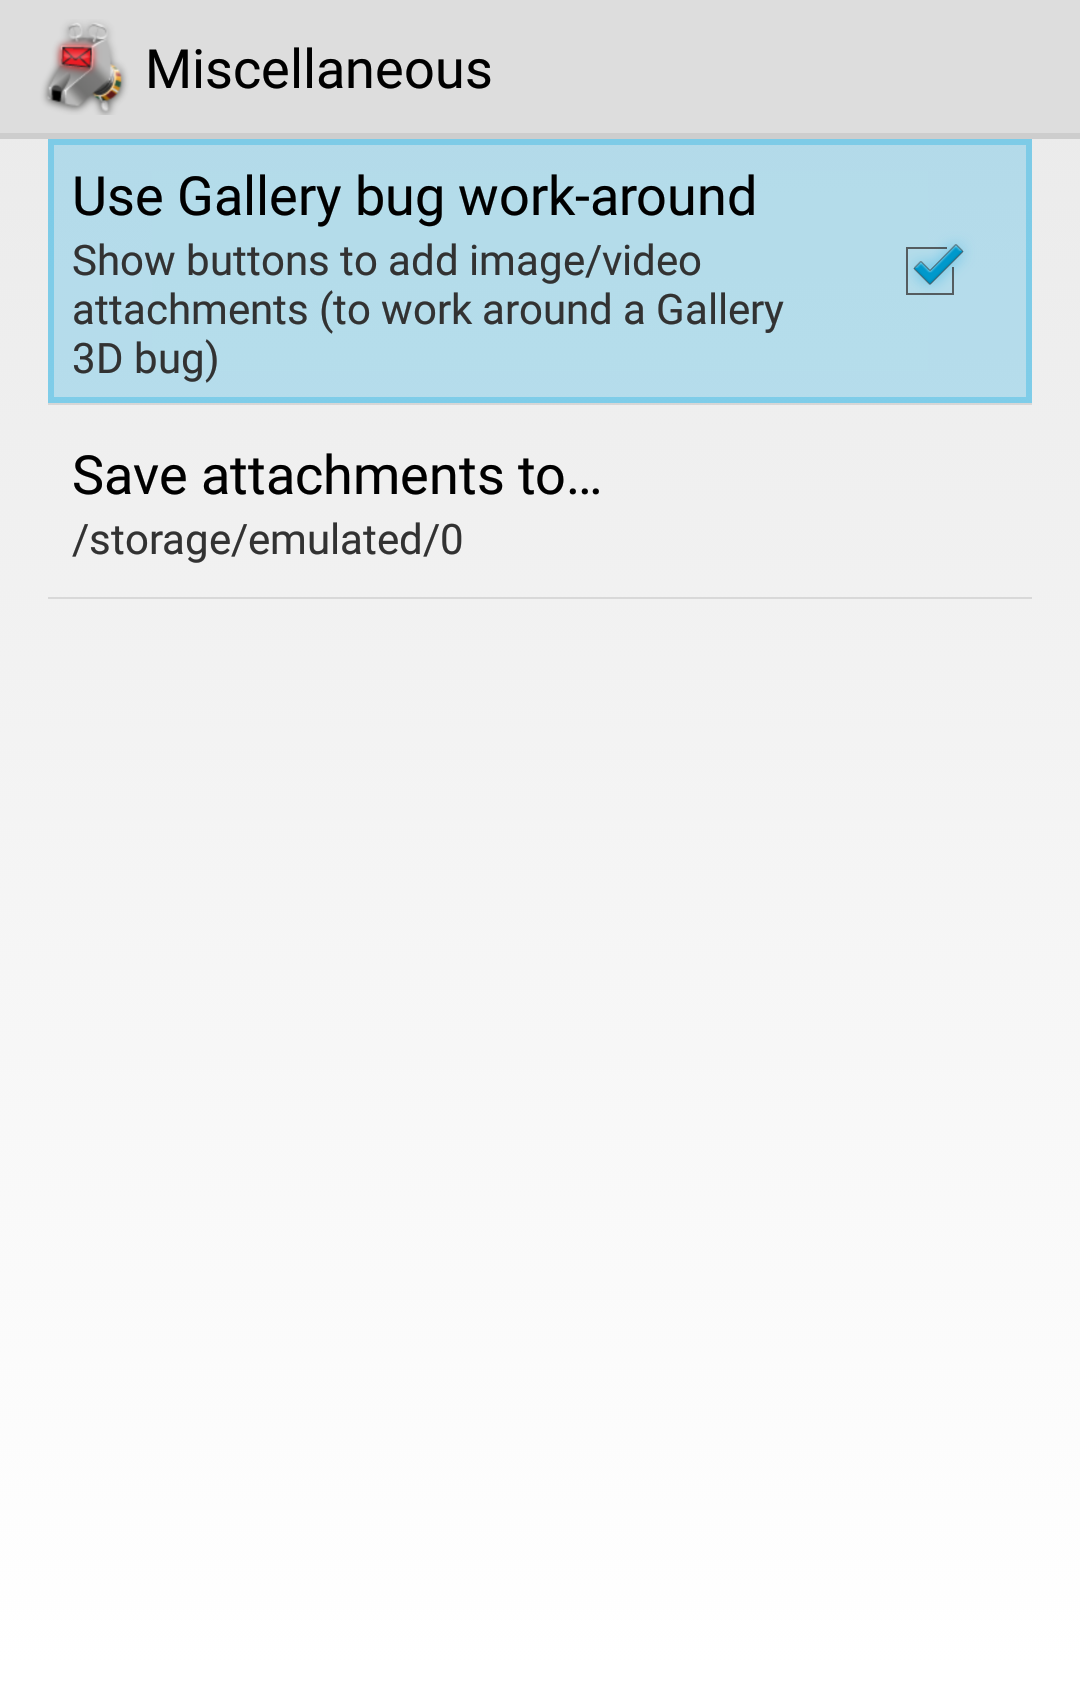 Miscellaneous
Use Gallery bug work-around
Show buttons to add image/video
attachments (to work around a Gallery
3D bug)
Save attachments to…
/storage/emulated/0